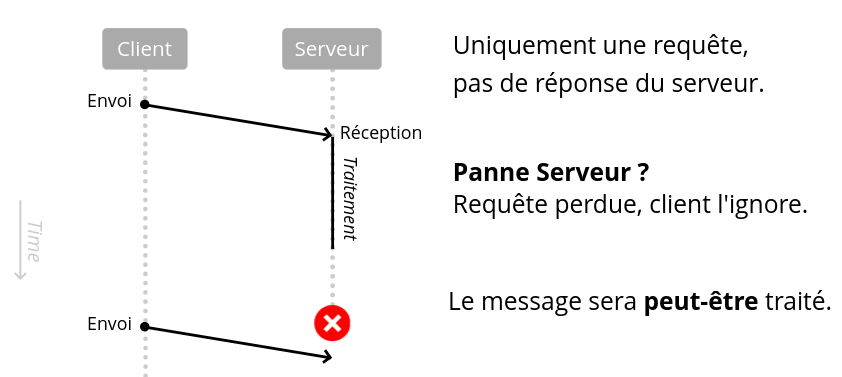 Client
Serveur
Envoi
Réception
Traitement
Time
Envoi
Uniquement une requête,
pas de réponse du serveur.
Panne Serveur ?
Requête perdue, client l'ignore.
Le message sera peut-être traité.